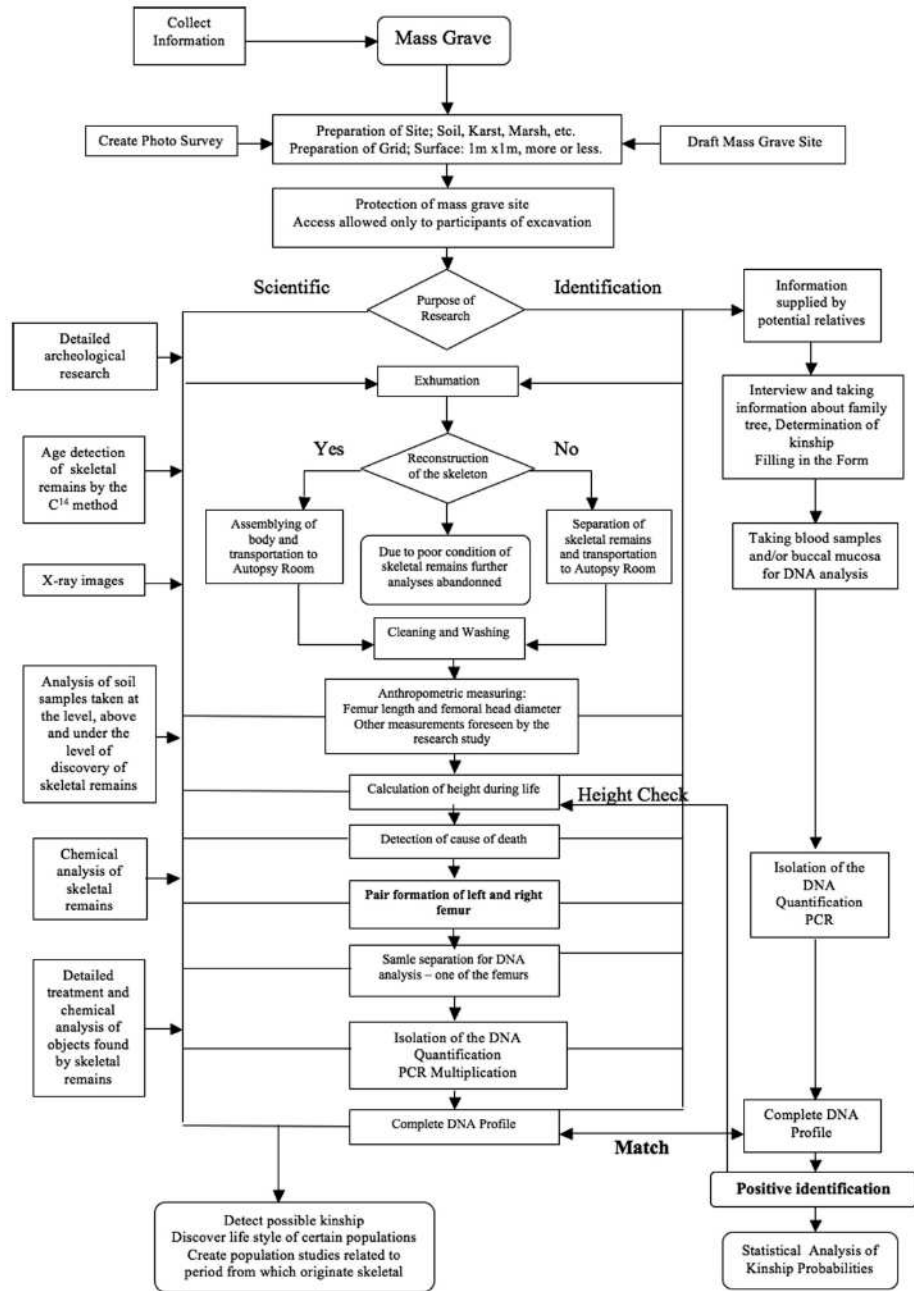 Collect
Information
Mass Grave
Create Photo Survey
Preparation of Site; Soil, Karst, Marsh, etc.
Preparation of Grid; Surface: 1m x1m, more or less.
Draft Mass Grave Site
Protection of mass grave site
Access allowed only to participants of excavation
Scientific
Purpose of
Research
Identification
Information
supplied by
potential relatives
Detailed
archeological
research
Exhumation
Interview and taking
information about family
tree, Determination of
kinship
Filling in the Form
Yes
Reconstruction
of the skeleton
No
Age detection
of skeletal
remains by the
C14 method
Assemblying of
body and
transportation to
Autopsy Room
Due to poor condition of
skeletal remains further
analyses abandonned
Separation of
skeletal remains
and transportation
to Autopsy Room
Taking blood samples
and/or buccal mucosa
for DNA analysis
X-ray images
Cleaning and Washing
Analysis of soil
samples taken at
the level, above
and under the
level of
discovery of
skeletal remains
Anthropometric measuring:
Femur length and femoral head diameter
Other measurements foreseen by the
research study
Calculation of height during life
Height Check
Detection of cause of death
Chemical
analysis of
skeletal
remains
Pair formation of left and right
femur
Isolation of the
DNA
Quantification
PCR
Samle separation for DNA
analysis – one of the femurs
Detailed
treatment and
chemical
analysis of
objects found
by skeletal
remains
Isolation of the DNA
Quantification
PCR Multiplication
Complete DNA Profile
Match
Complete DNA
Profile
Positive identification
Detect possible kinship
Discover life style of certain populations
Create population studies related to
period from which originate skeletal
Statistical Analysis of
Kinship Probabilities